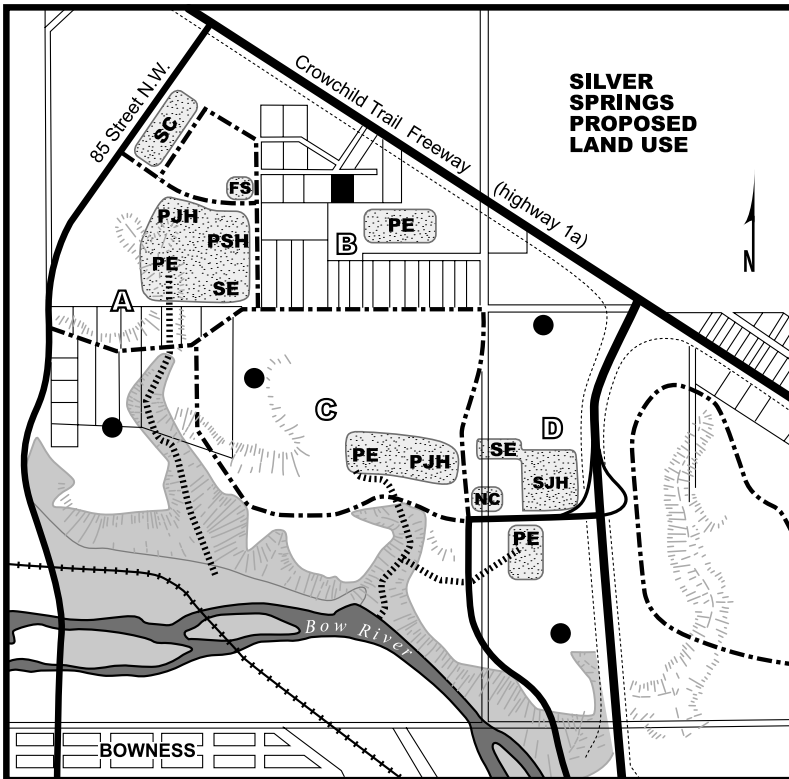 SILVER
SPRINGS
PROPOSED
LAND USE
Crowchild Trail Freeway
(highway 1a)
85 Street N.W.
SC
FS
PJH
PSH
PE
SE
B
PE
N
A
C
PE
PJH
D
SE
SJH
NC
PE
Bow River
BOWNESS